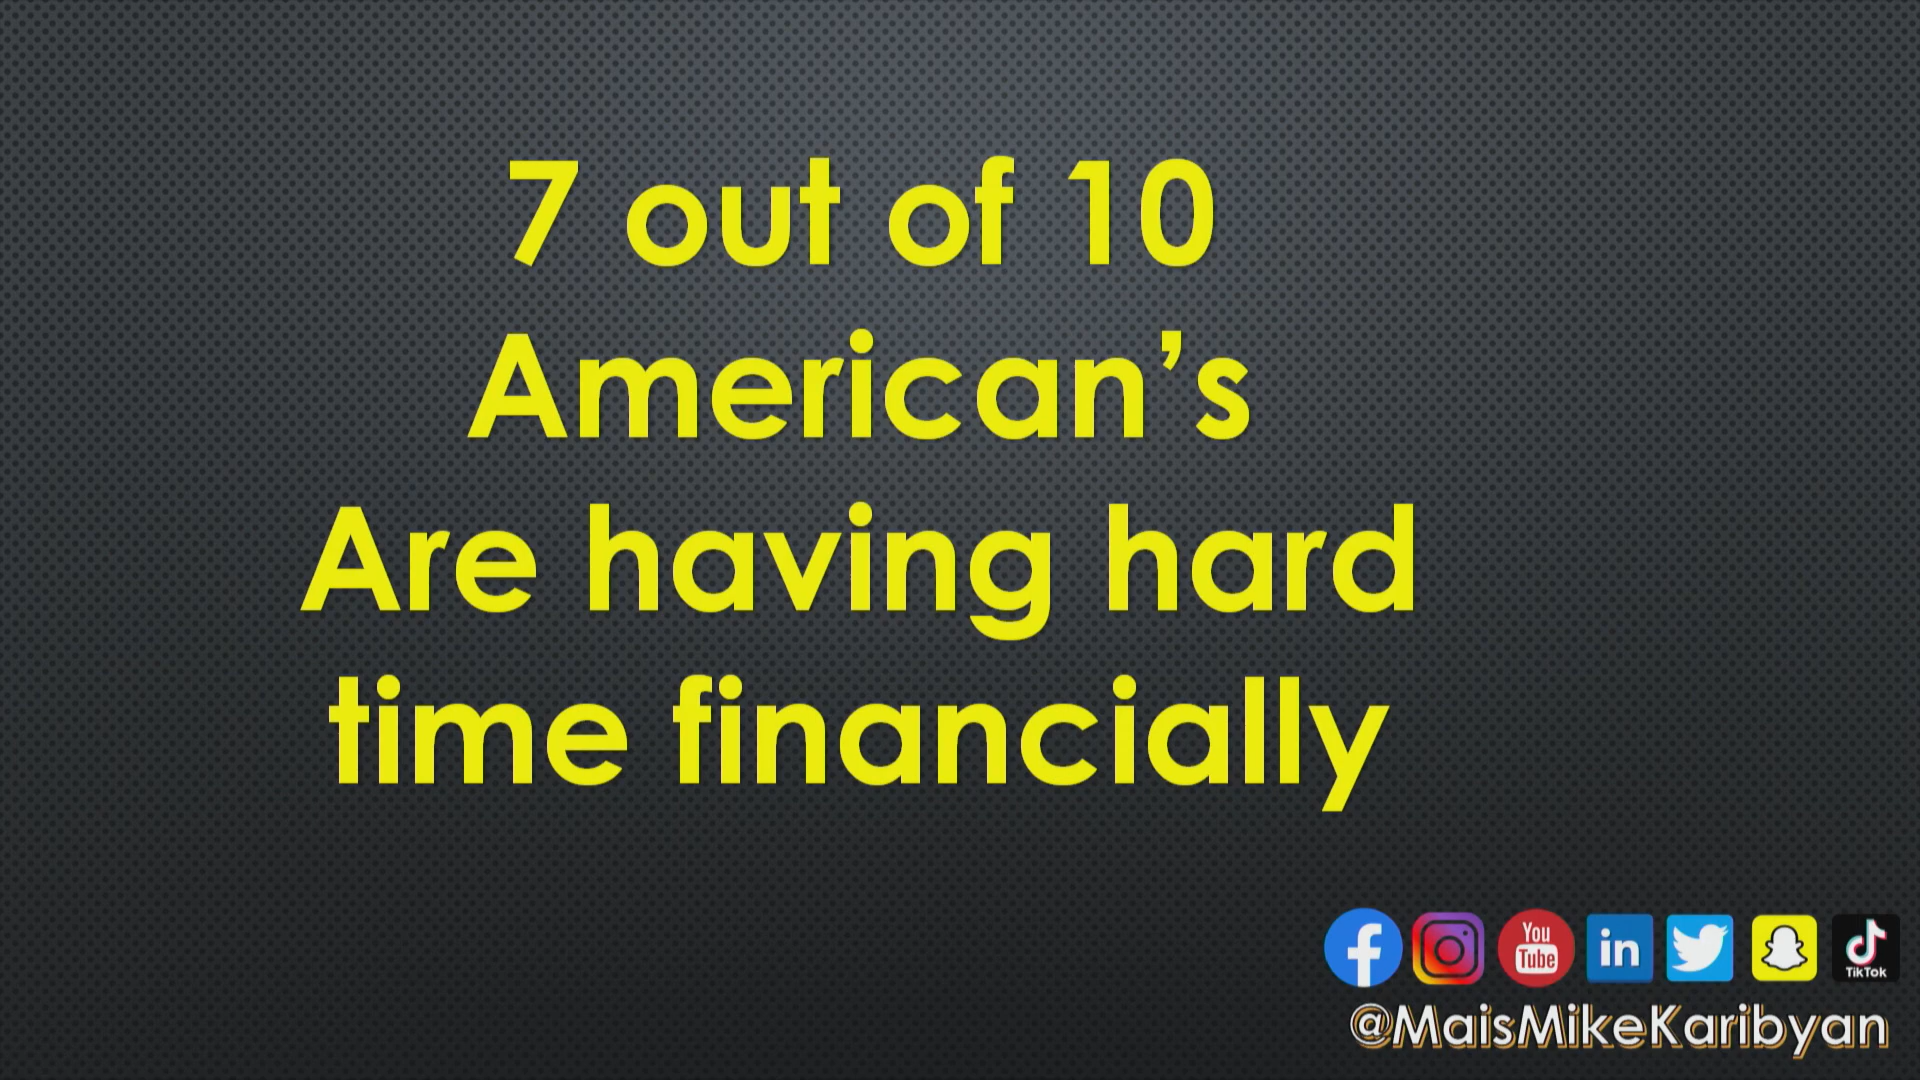 7 out of 10
American’s
Are having hard
time financially
You
Tube
in
TikTok
@MaisMikeKaribyan